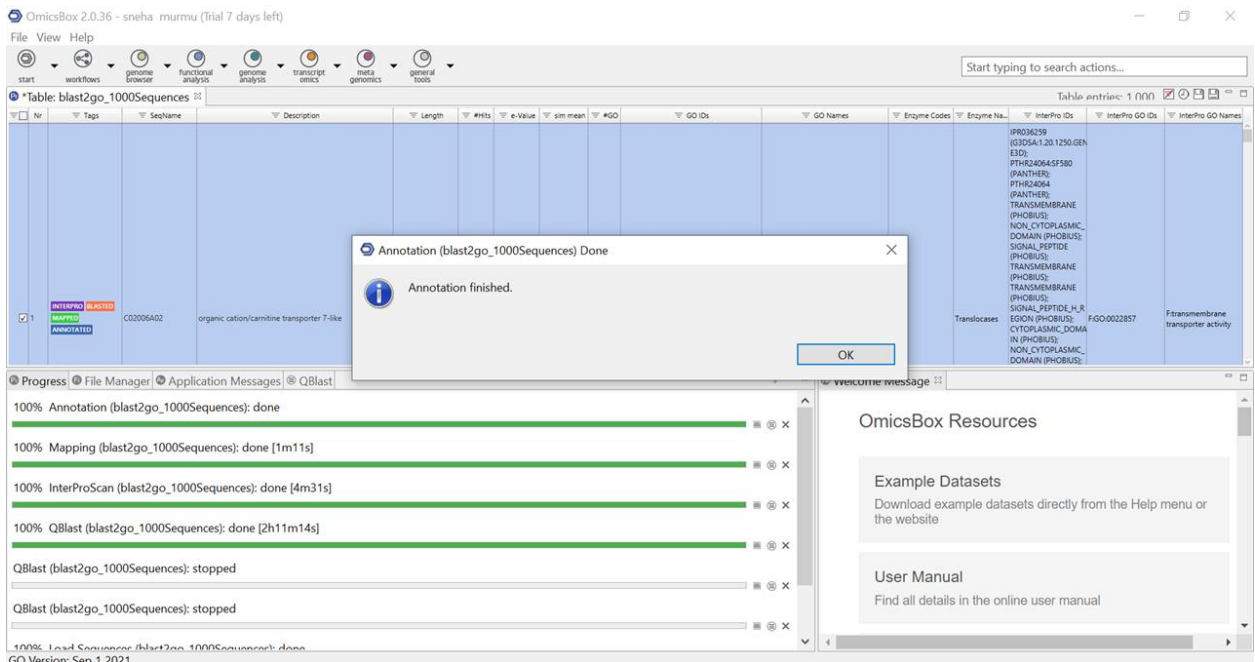 OmicsBox 2.0.36 - sneha murmu (Trial 7 days left)
File View Help
start workflows genome browser functional analysis genome analysis transcript omics meta genomics general tools
Start typing to search actions...
*Table: blast2go_1000Sequences
Table entries: 1 000
Nr Tags SeqName Description Length #Hits e-Value sim mean #GO GO IDs GO Names Enzyme Codes Enzyme Na... InterPro IDs InterPro GO IDs InterPro GO Names
IPR036259
(G3DSA:1.20.1250.GEN
E3D);
PTHR24064:SF580
(PANTHER);
PTHR24064
(PANTHER);
TRANSMEMBRANE
(PHOBIUS);
NON_CYTOPLASMIC_
DOMAIN (PHOBIUS);
SIGNAL_PEPTIDE
(PHOBIUS);
TRANSMEMBRANE
(PHOBIUS);
TRANSMEMBRANE
(PHOBIUS);
SIGNAL_PEPTIDE_H_R
EGION (PHOBIUS);
CYTOPLASMIC_DOMA
IN (PHOBIUS);
NON_CYTOPLASMIC_
DOMAIN (PHOBIUS);
1
INTERPRO BLASTED
MAPPED
ANNOTATED
C02006A02
organic cation/carnitine transporter 7-like
Translocases
F:GO:0022857
F:transmembrane
transporter activity
Annotation (blast2go_1000Sequences) Done
Annotation finished.
OK
Progress File Manager Application Messages QBlast
100% Annotation (blast2go_1000Sequences): done
100% Mapping (blast2go_1000Sequences): done [1m11s]
100% InterProScan (blast2go_1000Sequences): done [4m31s]
100% QBlast (blast2go_1000Sequences): done [2h11m14s]
QBlast (blast2go_1000Sequences): stopped
QBlast (blast2go_1000Sequences): stopped
100% Load Sequences (blast2go_1000Sequences): done
Welcome Message
OmicsBox Resources
Example Datasets
Download example datasets directly from the Help menu or
the website
User Manual
Find all details in the online user manual
GO Version: Sep 1 2021